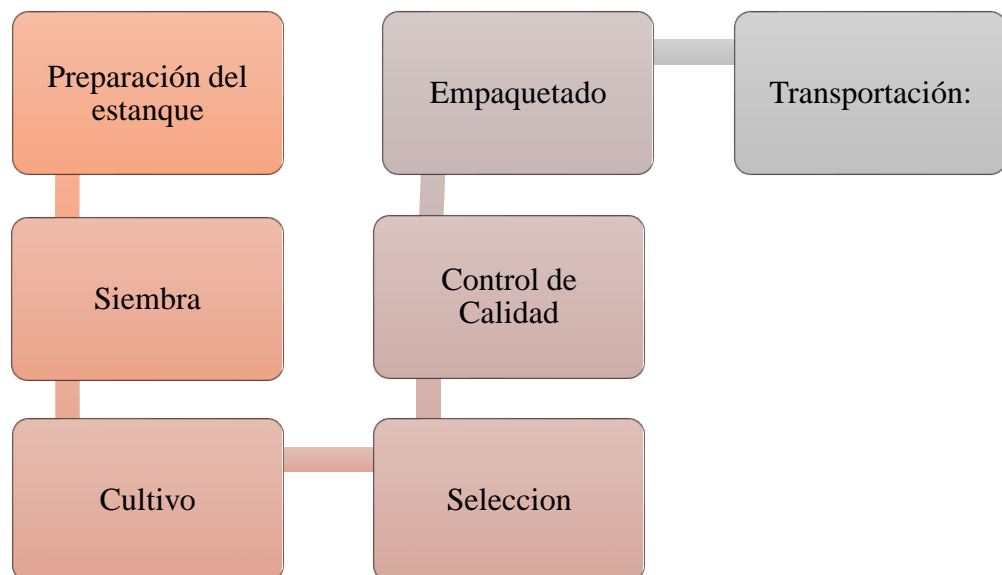 Preparación del
estanque
Siembra
Cultivo
Seleccion
Control de
Calidad
Empaquetado
Transportación: